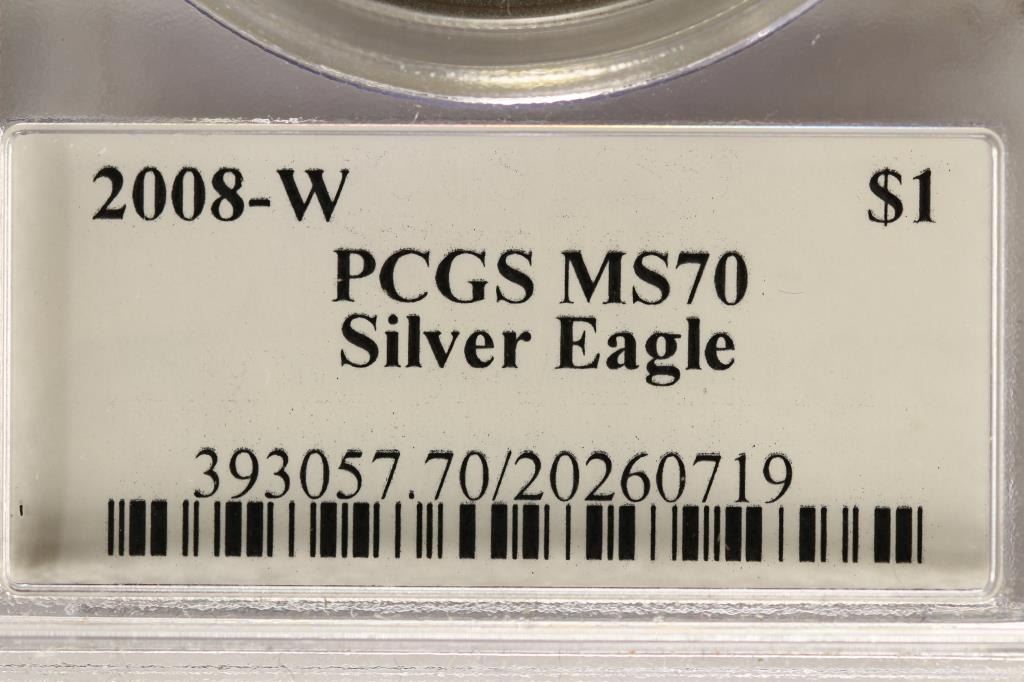 2008-W $1
PCGS MS70
Silver Eagle
393057.70/20260719